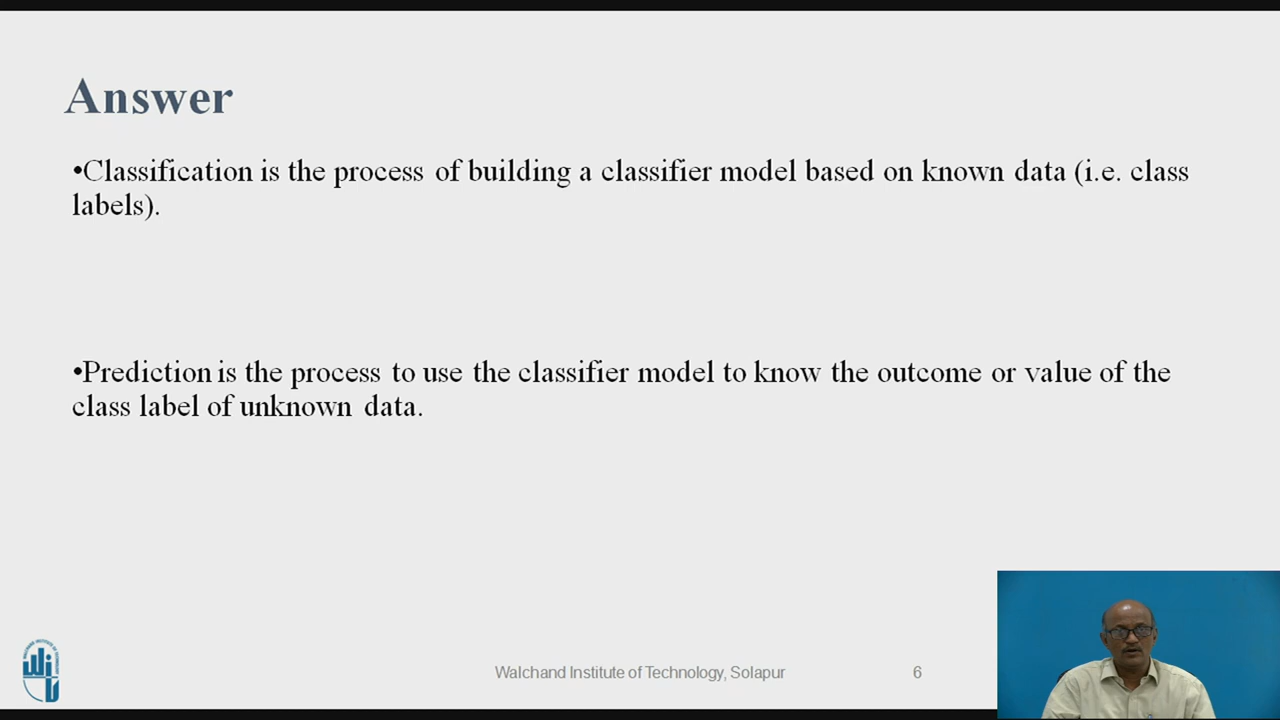 Answer
•Classification is the process of building a classifier model based on known data (i.e. class
labels).
•Prediction is the process to use the classifier model to know the outcome or value of the
class label of unknown data.
Walchand Institute of Technology, Solapur
6